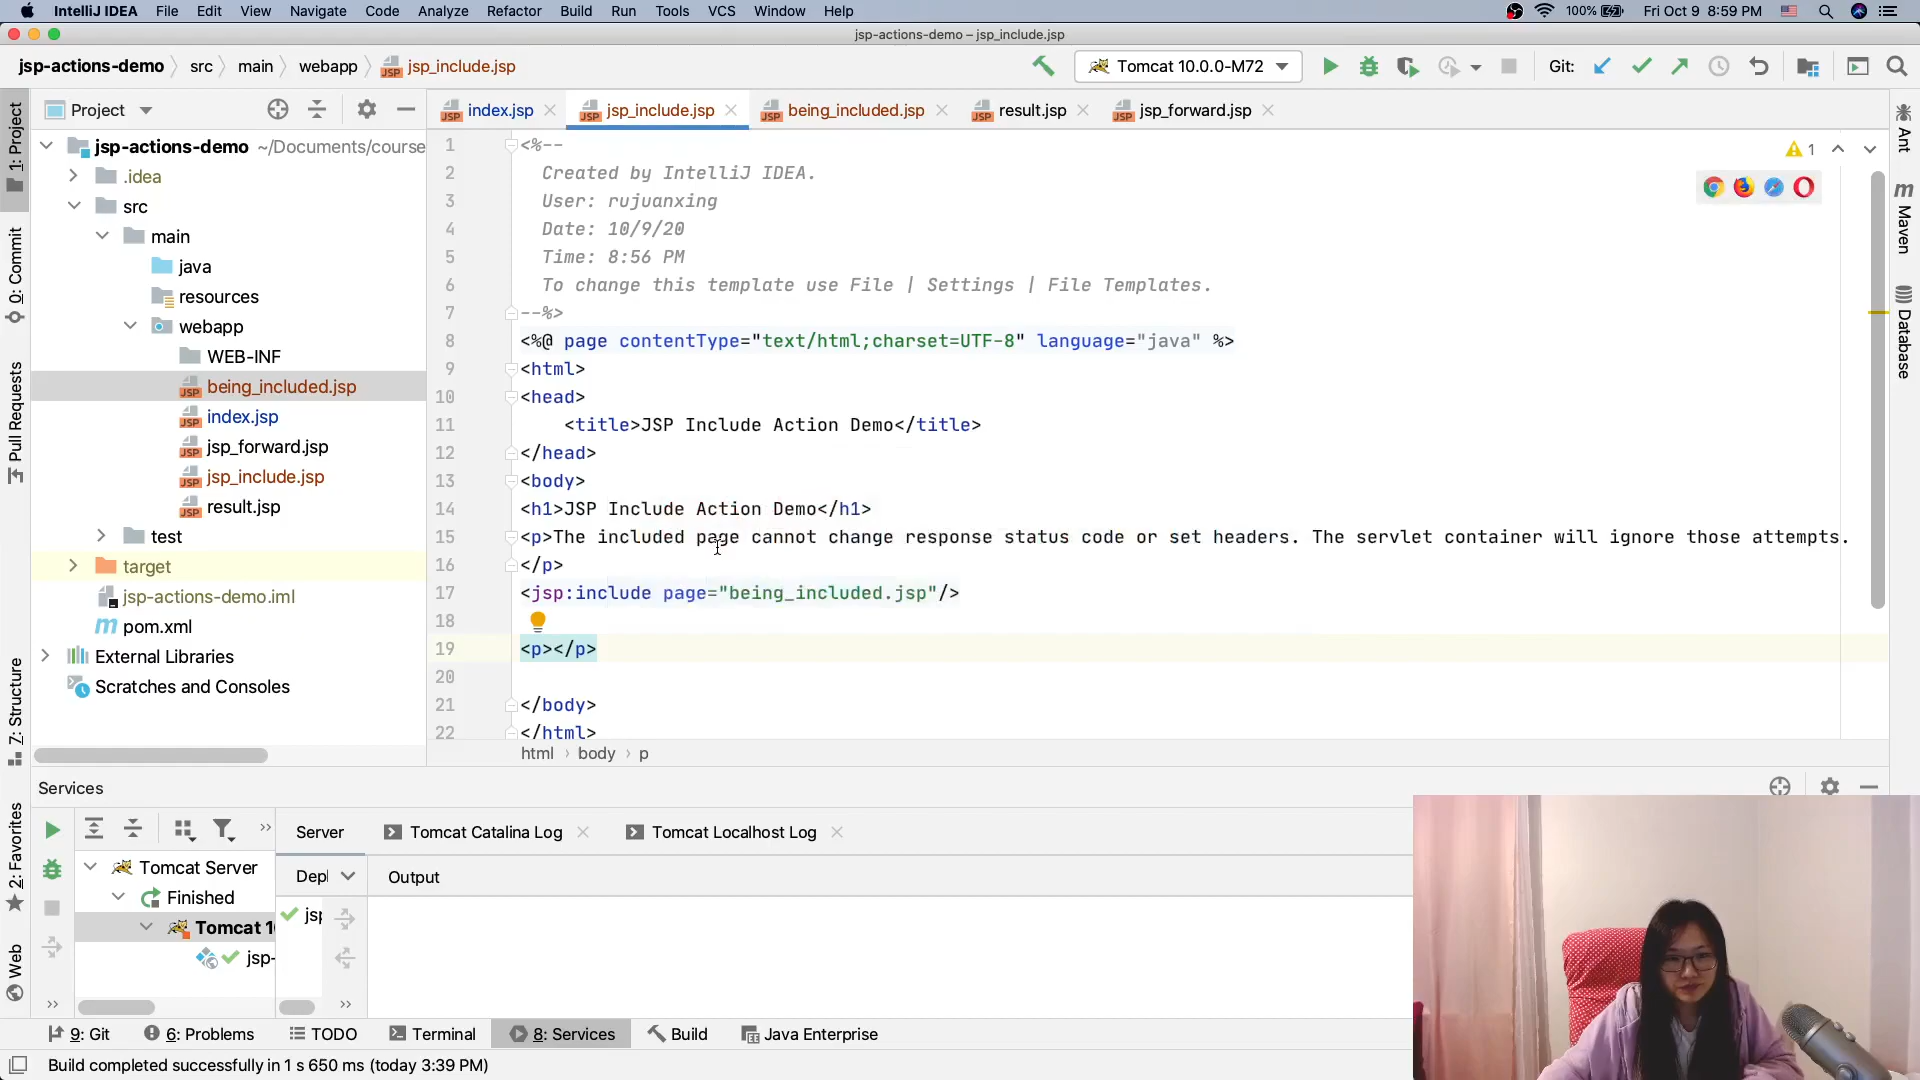 IntelliJ IDEA File Edit View Navigate Code Analyze Refactor Build Run Tools VCS Window Help 100% Fri Oct 9 8:59 PM
jsp-actions-demo – jsp_include.jsp
jsp-actions-demo src main webapp jsp_include.jsp Tomcat 10.0.0-M72 Git:
Project index.jsp jsp_include.jsp being_included.jsp result.jsp jsp_forward.jsp
1: Project
0: Commit
Pull Requests
Z: Structure
2: Favorites
Web
jsp-actions-demo ~/Documents/course
.idea
src
main
java
resources
webapp
WEB-INF
being_included.jsp
index.jsp
jsp_forward.jsp
jsp_include.jsp
result.jsp
test
target
jsp-actions-demo.iml
pom.xml
External Libraries
Scratches and Consoles
1 <%--
2 Created by IntelliJ IDEA.
3 User: rujuanxing
4 Date: 10/9/20
5 Time: 8:56 PM
6 To change this template use File | Settings | File Templates.
7 --%>
8 <%@ page contentType="text/html;charset=UTF-8" language="java" %>
9 <html>
10 <head>
11 <title>JSP Include Action Demo</title>
12 </head>
13 <body>
14 <h1>JSP Include Action Demo</h1>
15 <p>The included page cannot change response status code or set headers. The servlet container will ignore those attempts.
16 </p>
17 <jsp:include page="being_included.jsp"/>
18
19 <p></p>
20
21 </body>
22 </html>
1
Ant
Maven
Database
html body p
Services
Server Tomcat Catalina Log Tomcat Localhost Log
Tomcat Server
Finished
Tomcat 1
jsp-
Depl Output
jsp
9: Git 6: Problems TODO Terminal 8: Services Build Java Enterprise
Build completed successfully in 1 s 650 ms (today 3:39 PM)